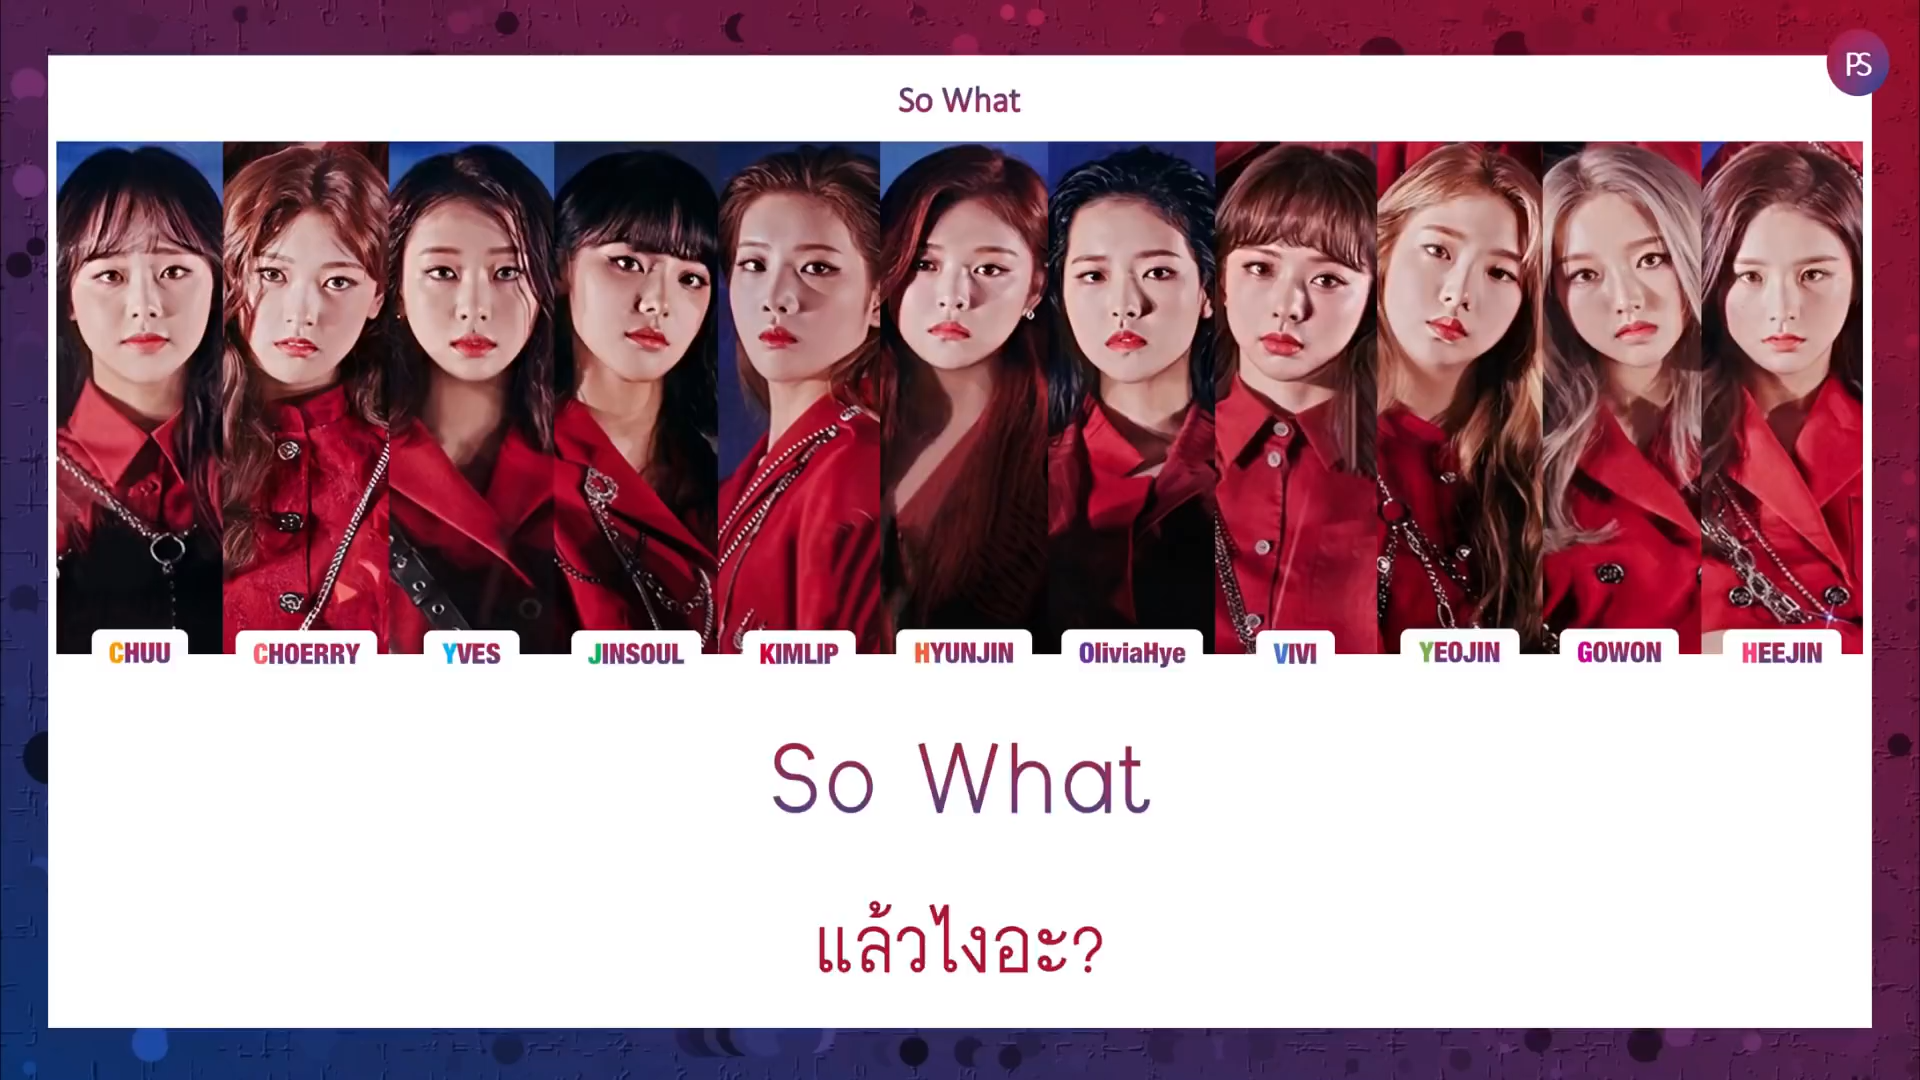 PS
So What
CHUU CHOERRY YVES JINSOUL KIMLIP HYUNJIN OliviaHye VIVI YEOJIN GOWON HEEJIN
So What
แล้วไงอะ?